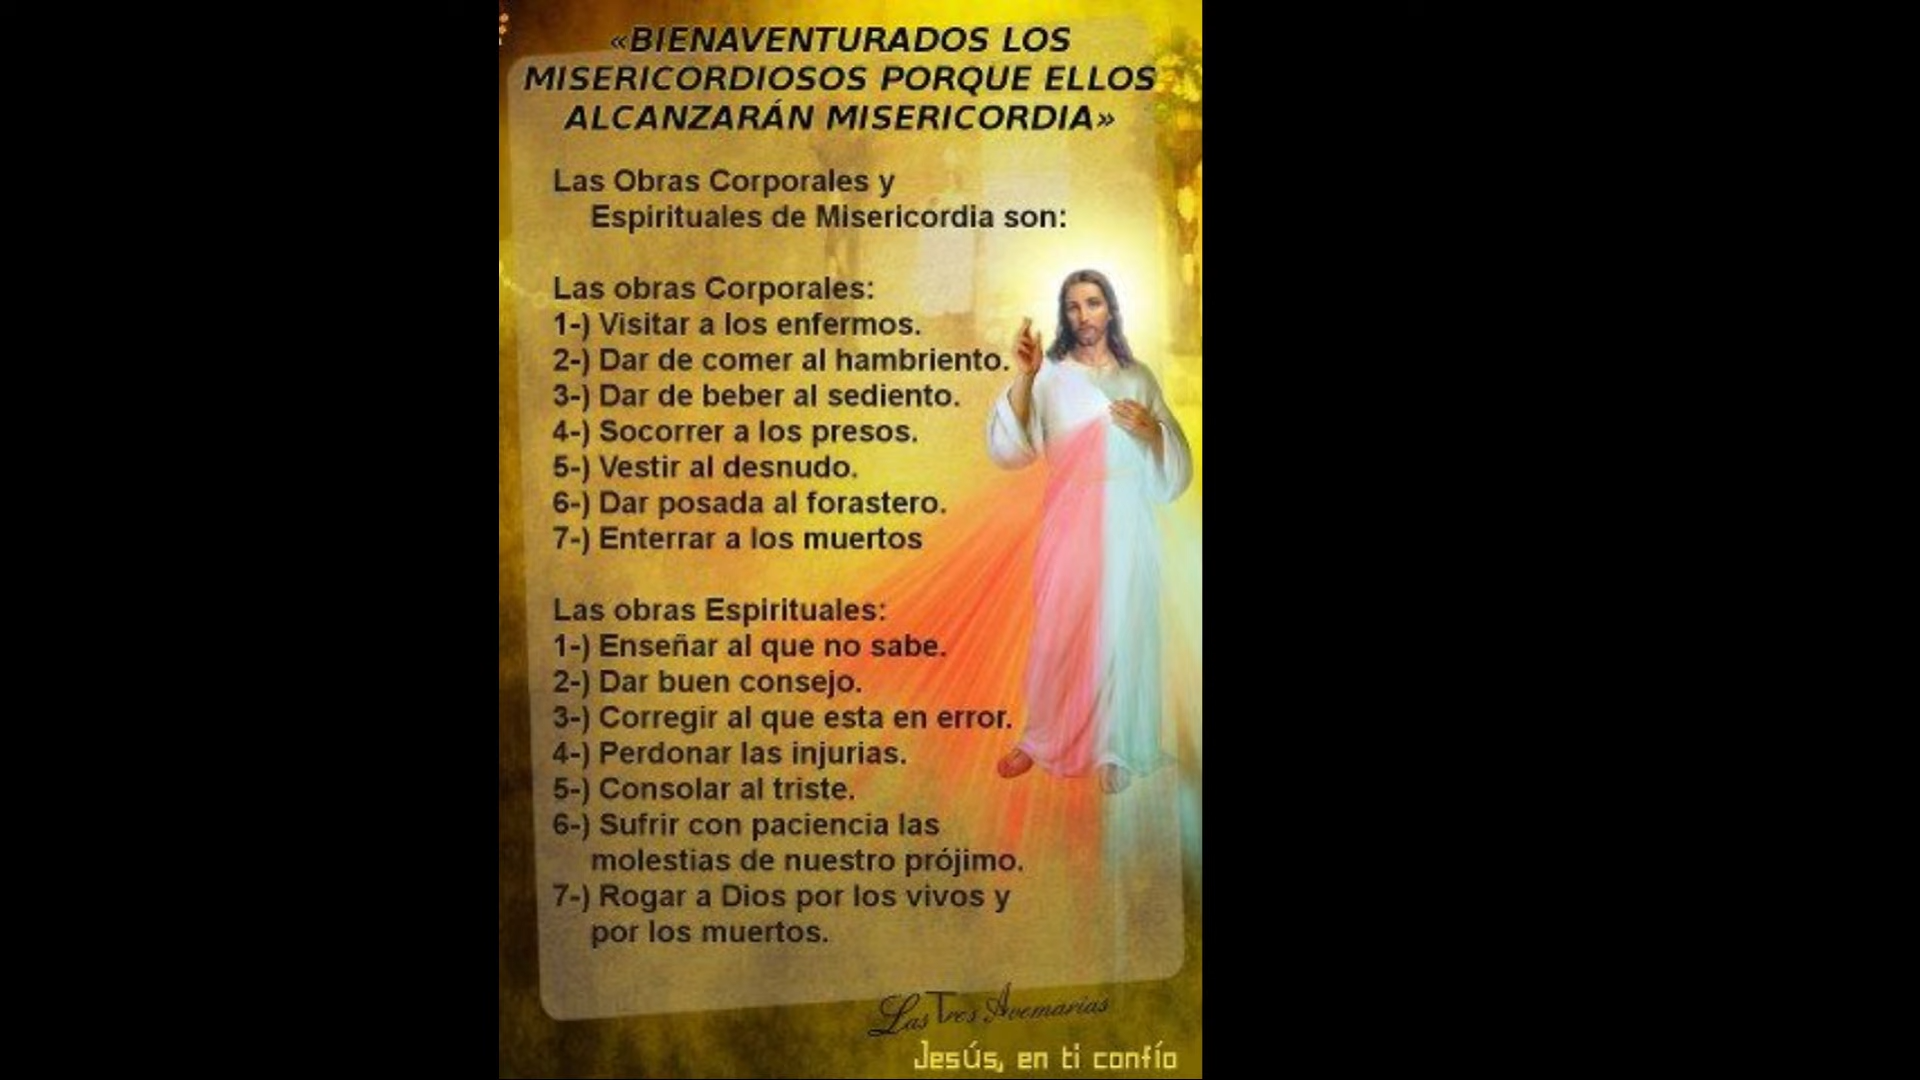 «BIENAVENTURADOS LOS
MISERICORDIOSOS PORQUE ELLOS
ALCANZARÁN MISERICORDIA»
Las Obras Corporales y
Espirituales de Misericordia son:
Las obras Corporales:
1-) Visitar a los enfermos.
2-) Dar de comer al hambriento.
3-) Dar de beber al sediento.
4-) Socorrer a los presos.
5-) Vestir al desnudo.
6-) Dar posada al forastero.
7-) Enterrar a los muertos
Las obras Espirituales:
1-) Enseñar al que no sabe.
2-) Dar buen consejo.
3-) Corregir al que esta en error.
4-) Perdonar las injurias.
5-) Consolar al triste.
6-) Sufrir con paciencia las
molestias de nuestro prójimo.
7-) Rogar a Dios por los vivos y
por los muertos.
Las Tres Avemarías
Jesús, en ti confío